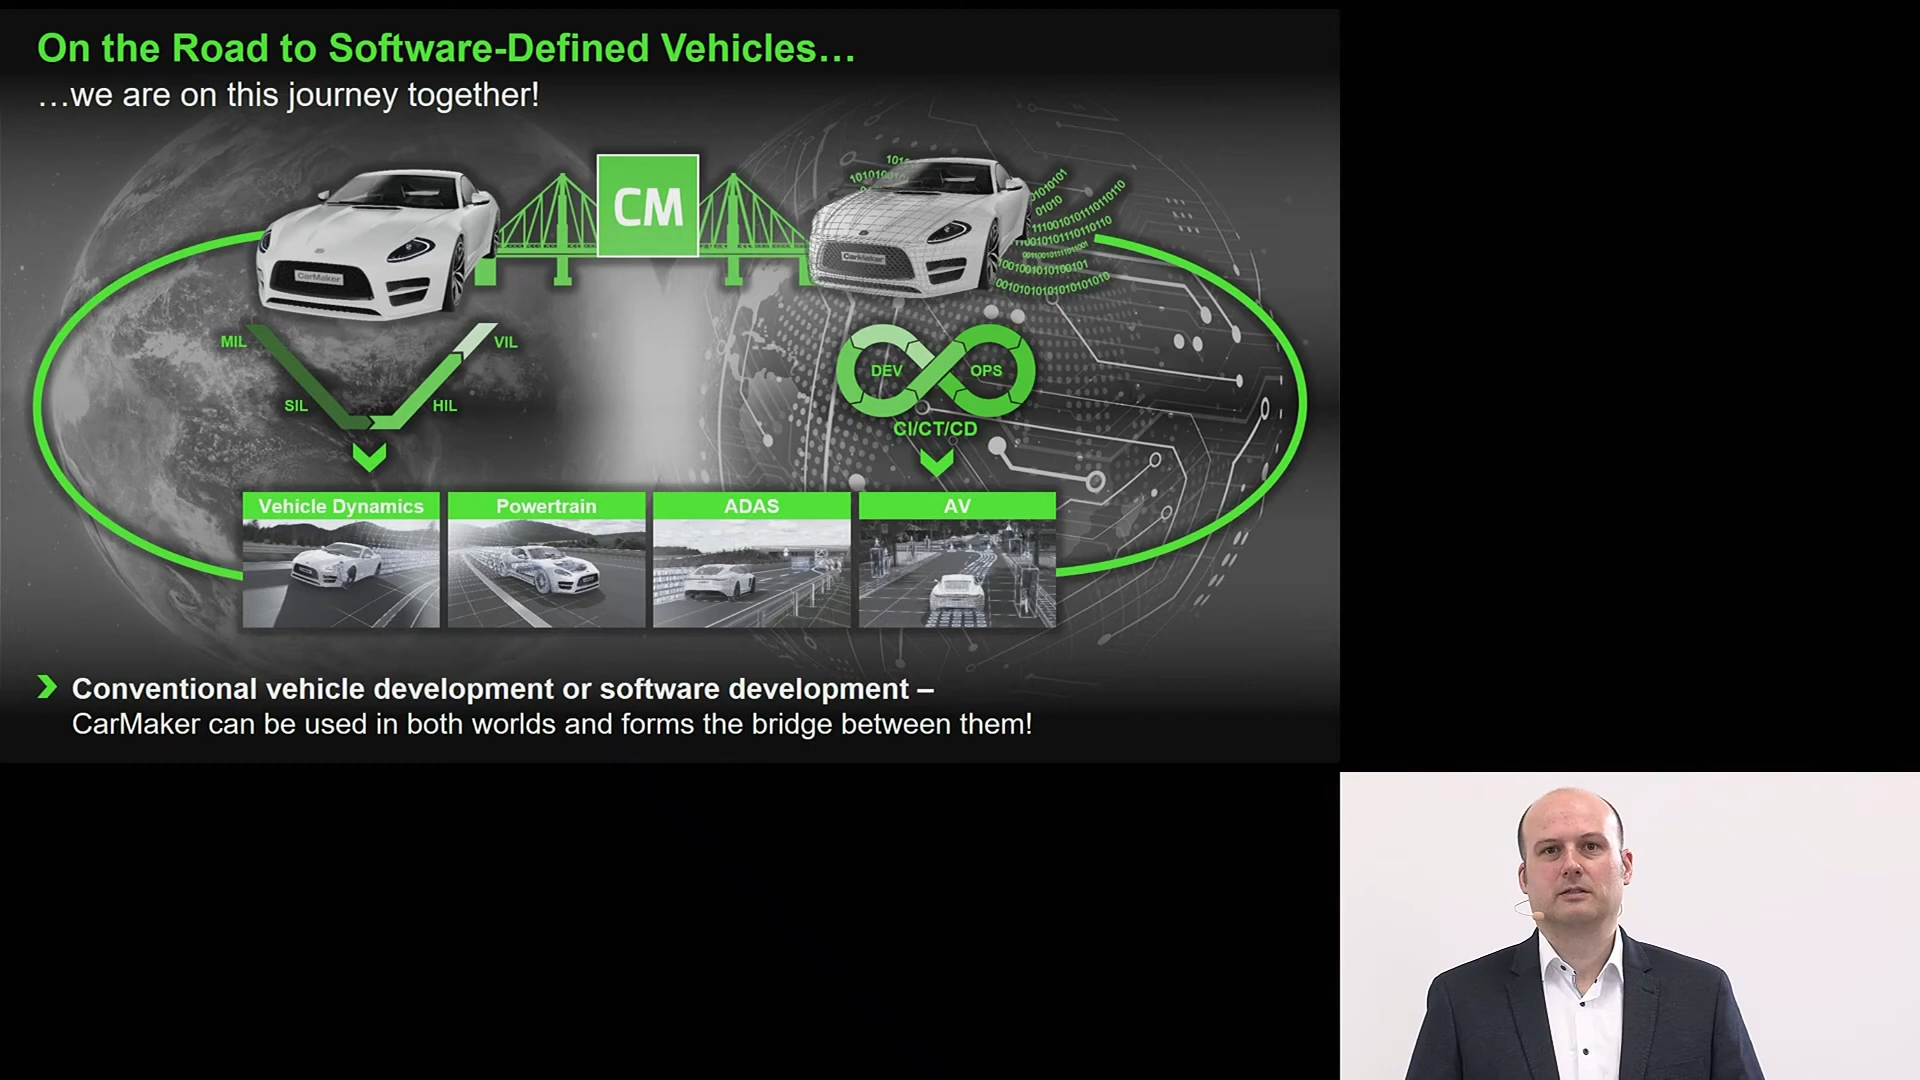 On the Road to Software-Defined Vehicles…
…we are on this journey together!
CM
CarMaker
CarMaker
MIL
VIL
SIL
HIL
DEV
OPS
CI/CT/CD
Vehicle Dynamics
Powertrain
ADAS
AV
Conventional vehicle development or software development –
CarMaker can be used in both worlds and forms the bridge between them!